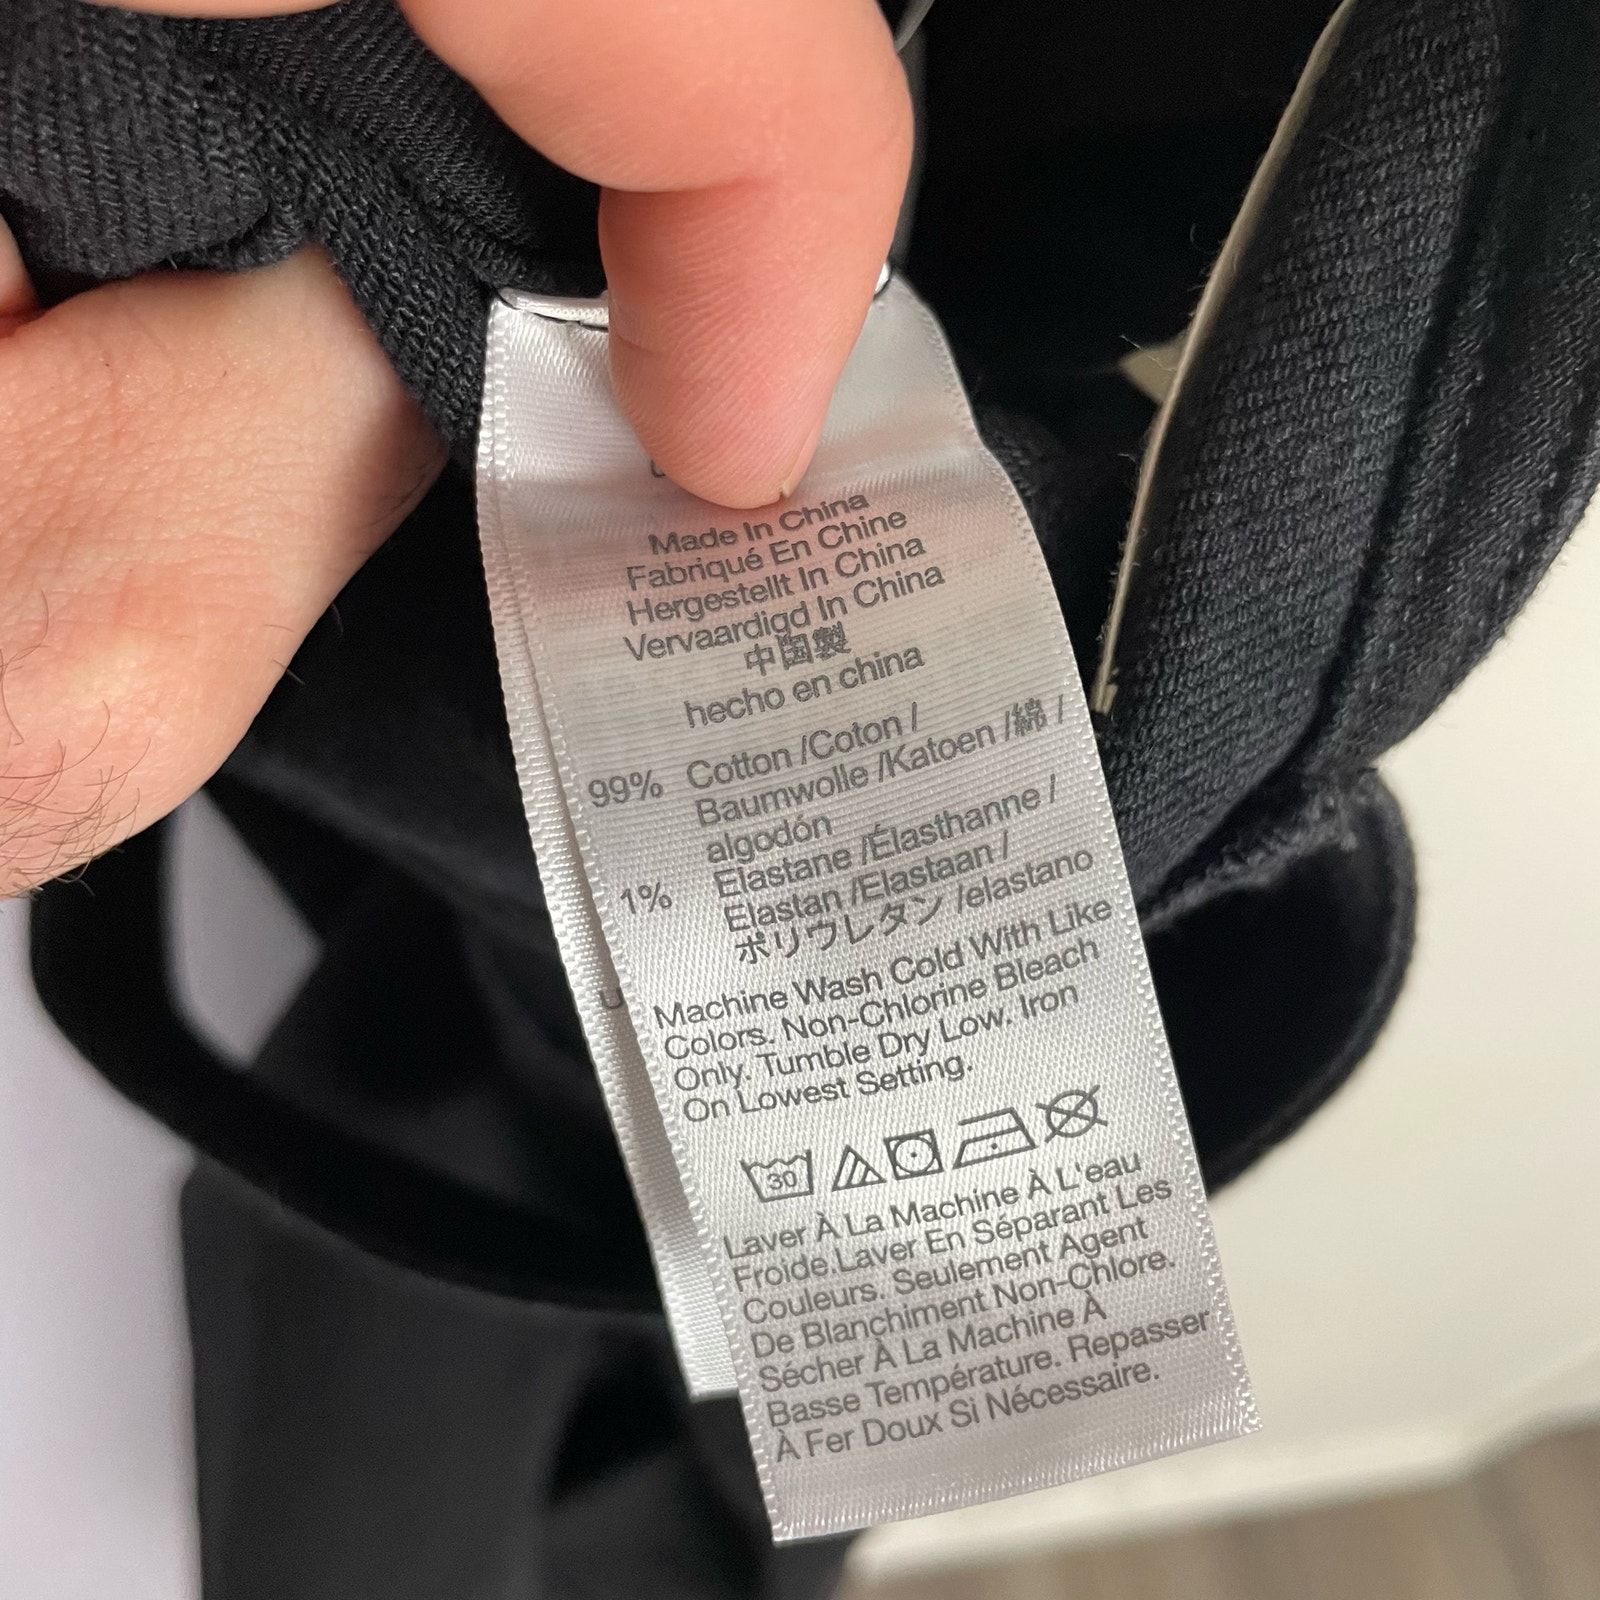 Made In China
Fabriqué En Chine
Hergestellt In China
Vervaardigd In China
中国製
hecho en china
99% Cotton /Coton /
Baumwolle /Katoen /綿 /
algodón
1% Elastane /Élasthanne /
Elastan /Elastaan /
ポリウレタン /elastano
Machine Wash Cold With Like
Colors. Non-Chlorine Bleach
Only. Tumble Dry Low. Iron
On Lowest Setting.
30
Laver À La Machine À L'eau
Froide.Laver En Séparant Les
Couleurs. Seulement Agent
De Blanchiment Non-Chlore.
Sécher À La Machine À
Basse Température. Repasser
À Fer Doux Si Nécessaire.